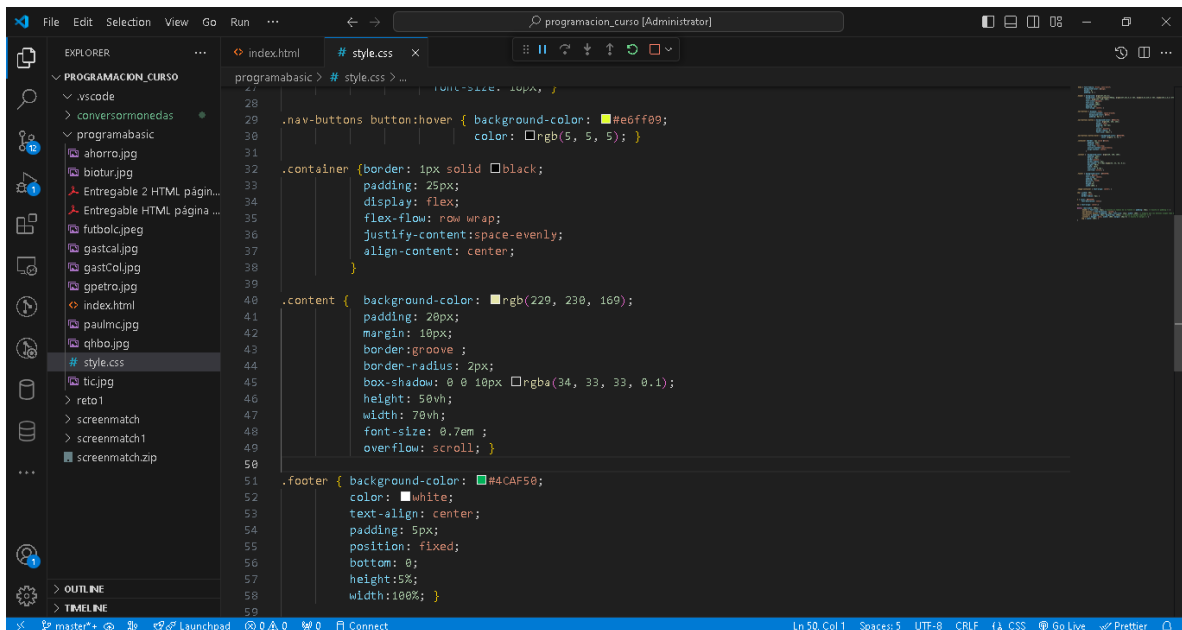 File Edit Selection View Go Run ···
programacion_curso [Administrator]
EXPLORER
PROGRAMACION_CURSO
.vscode
conversormonedas
programabasic
ahorro.jpg
biotur.jpg
Entregable 2 HTML págin...
Entregable HTML página ...
futbolc.jpeg
gastcal.jpg
gastCol.jpg
gpetro.jpg
index.html
paulmc.jpg
qhbo.jpg
style.css
tic.jpg
reto1
screenmatch
screenmatch1
screenmatch.zip
OUTLINE
TIMELINE
12
1
1
index.html # style.css ×
programabasic > # style.css > ...
27 font-size: 10px; }
28
29 .nav-buttons button:hover { background-color: #e6ff09;
30 color: rgb(5, 5, 5); }
31
32 .container {border: 1px solid black;
33 padding: 25px;
34 display: flex;
35 flex-flow: row wrap;
36 justify-content:space-evenly;
37 align-content: center;
38 }
39
40 .content { background-color: rgb(229, 230, 169);
41 padding: 20px;
42 margin: 10px;
43 border:groove ;
44 border-radius: 2px;
45 box-shadow: 0 0 10px rgba(34, 33, 33, 0.1);
46 height: 50vh;
47 width: 70vh;
48 font-size: 0.7em ;
49 overflow: scroll; }
50
51 .footer { background-color: #4CAF50;
52 color: white;
53 text-align: center;
54 padding: 5px;
55 position: fixed;
56 bottom: 0;
57 height:5%;
58 width:100%; }
59
master*+ Launchpad 0 0 0 Connect Ln 50, Col 1 Spaces: 5 UTF-8 CRLF CSS Go Live Prettier